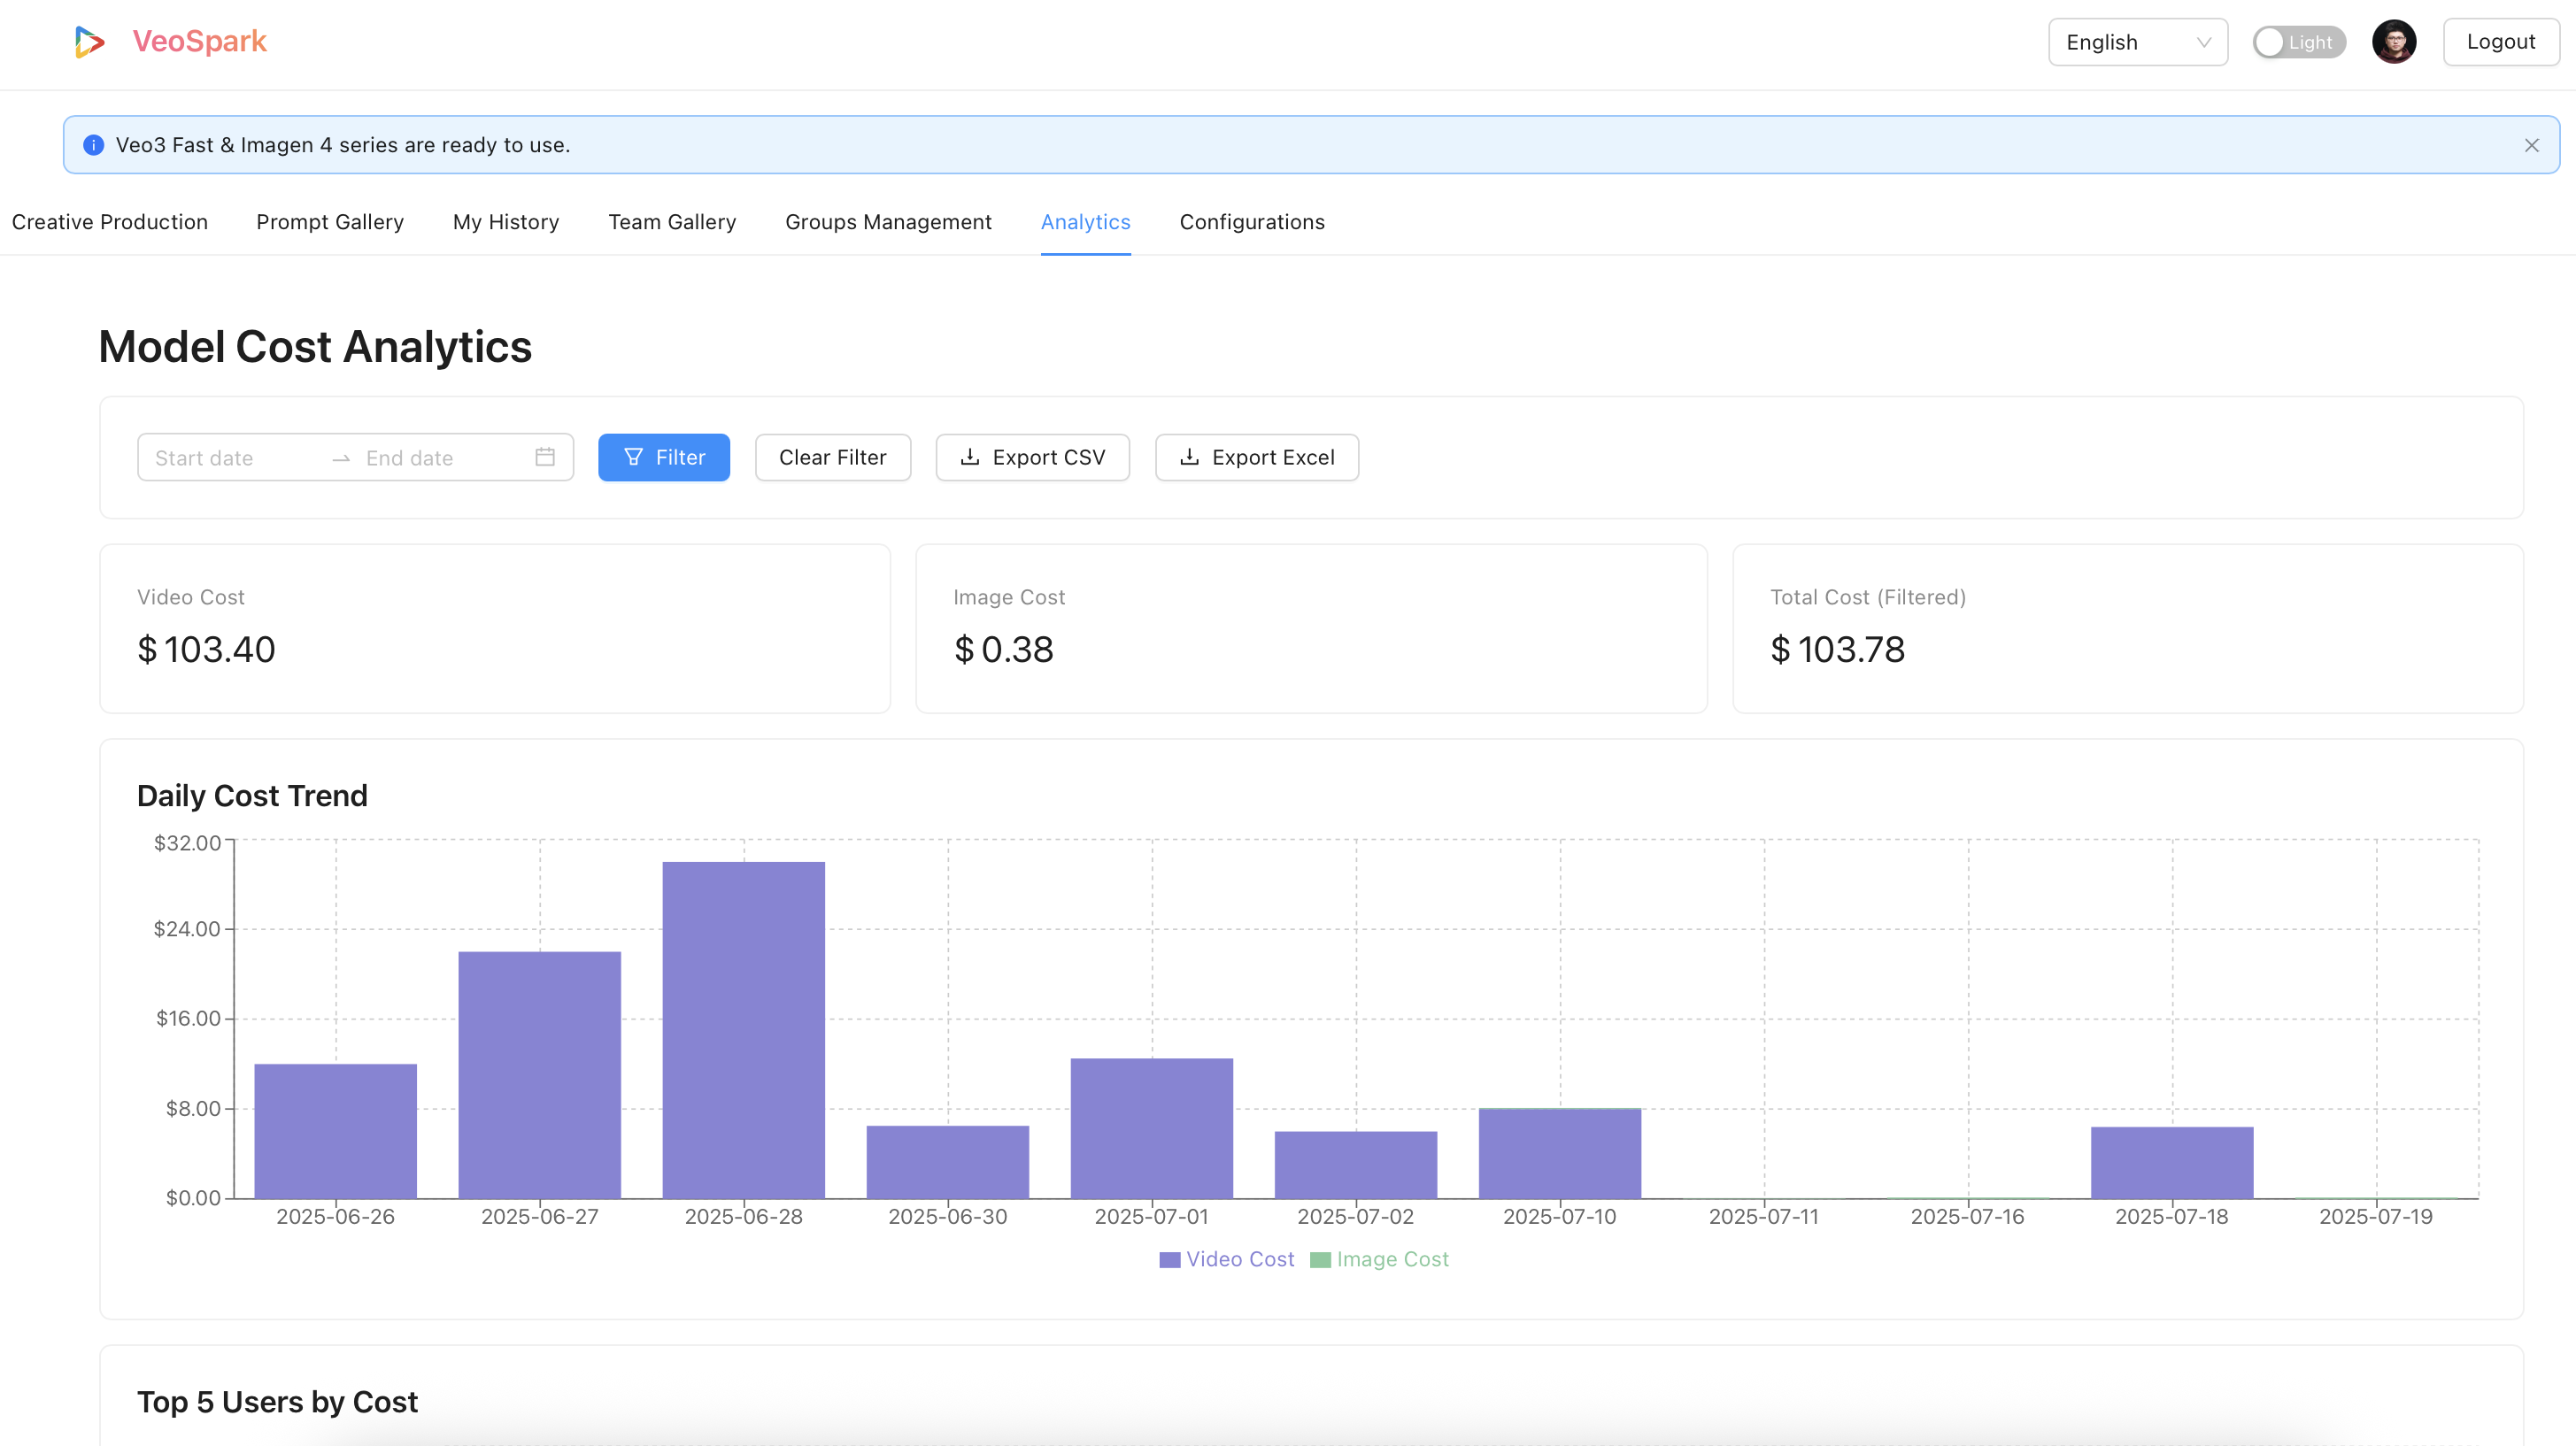 VeoSpark
English
Light
Logout
Veo3 Fast & Imagen 4 series are ready to use.
Creative Production Prompt Gallery My History Team Gallery Groups Management Analytics Configurations
Model Cost Analytics
Start date End date Filter Clear Filter Export CSV Export Excel
Video Cost
$ 103.40
Image Cost
$ 0.38
Total Cost (Filtered)
$ 103.78
Daily Cost Trend
$32.00
$24.00
$16.00
$8.00
$0.00
2025-06-26 2025-06-27 2025-06-28 2025-06-30 2025-07-01 2025-07-02 2025-07-10 2025-07-11 2025-07-16 2025-07-18 2025-07-19
Video Cost Image Cost
Top 5 Users by Cost